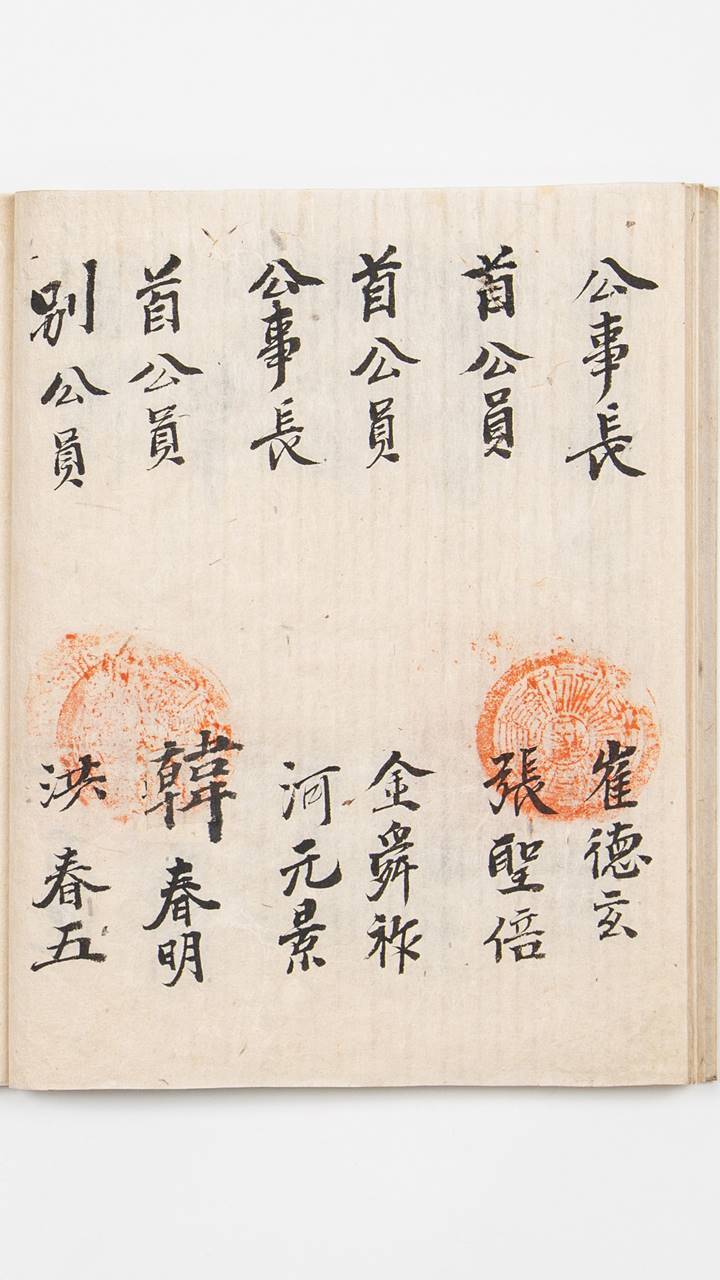 公事長 崔德玄
首公員 張聖倍
首公員 金舜祚
公事長 河元景
首公員 韓春明
別公員 洪春五